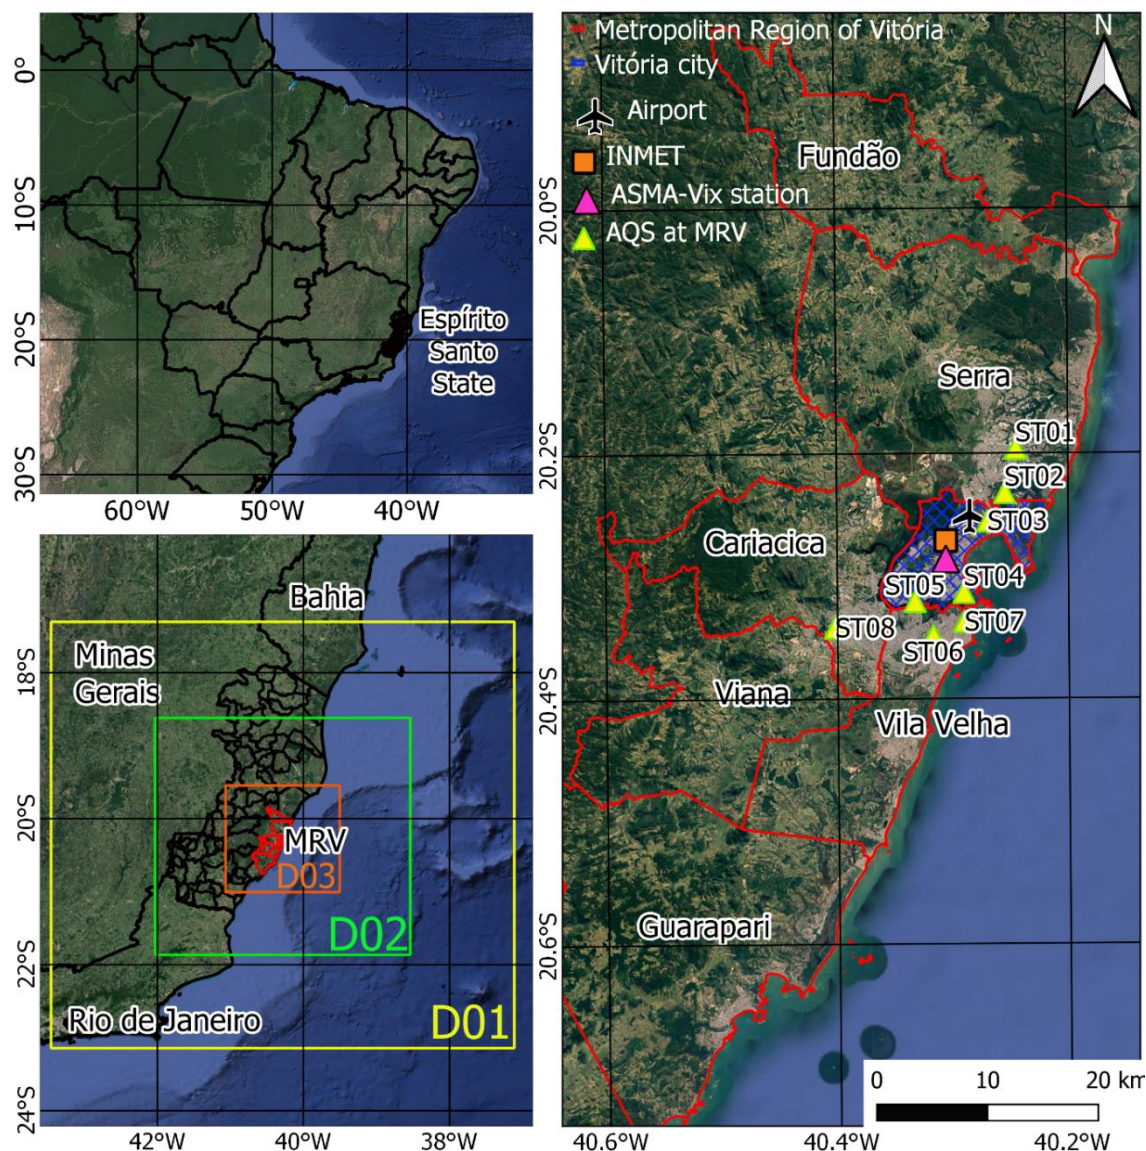 0°
10°S
20°S
30°S
60°W
50°W
40°W
Espírito
Santo
State
Bahia
Minas
Gerais
MRV
D03
D02
D01
Rio de Janeiro
18°S
20°S
22°S
24°S
42°W
40°W
38°W
Metropolitan Region of Vitória
Vitória city
Airport
INMET
ASMA-Vix station
AQS at MRV
N
Fundão
Serra
ST01
ST02
ST03
Cariacica
ST05
ST04
ST08
ST07
ST06
Viana
Vila Velha
Guarapari
20.0°S
20.2°S
20.4°S
20.6°S
0 10 20 km
40.6°W
40.4°W
40.2°W